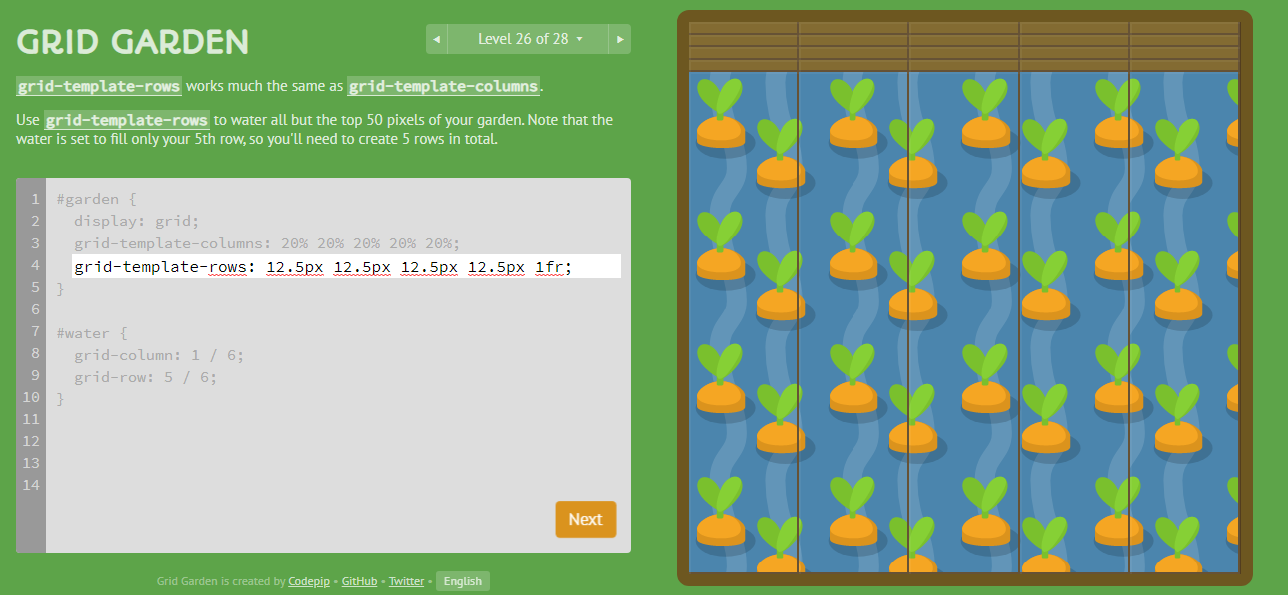 GRID GARDEN
◀ Level 26 of 28 ▶
grid-template-rows works much the same as grid-template-columns.
Use grid-template-rows to water all but the top 50 pixels of your garden. Note that the
water is set to fill only your 5th row, so you'll need to create 5 rows in total.
1 #garden {
2 display: grid;
3 grid-template-columns: 20% 20% 20% 20% 20%;
4 grid-template-rows: 12.5px 12.5px 12.5px 12.5px 1fr;
5 }
6
7 #water {
8 grid-column: 1 / 6;
9 grid-row: 5 / 6;
10 }
11
12
13
14
Next
Grid Garden is created by Codepip • GitHub • Twitter • English